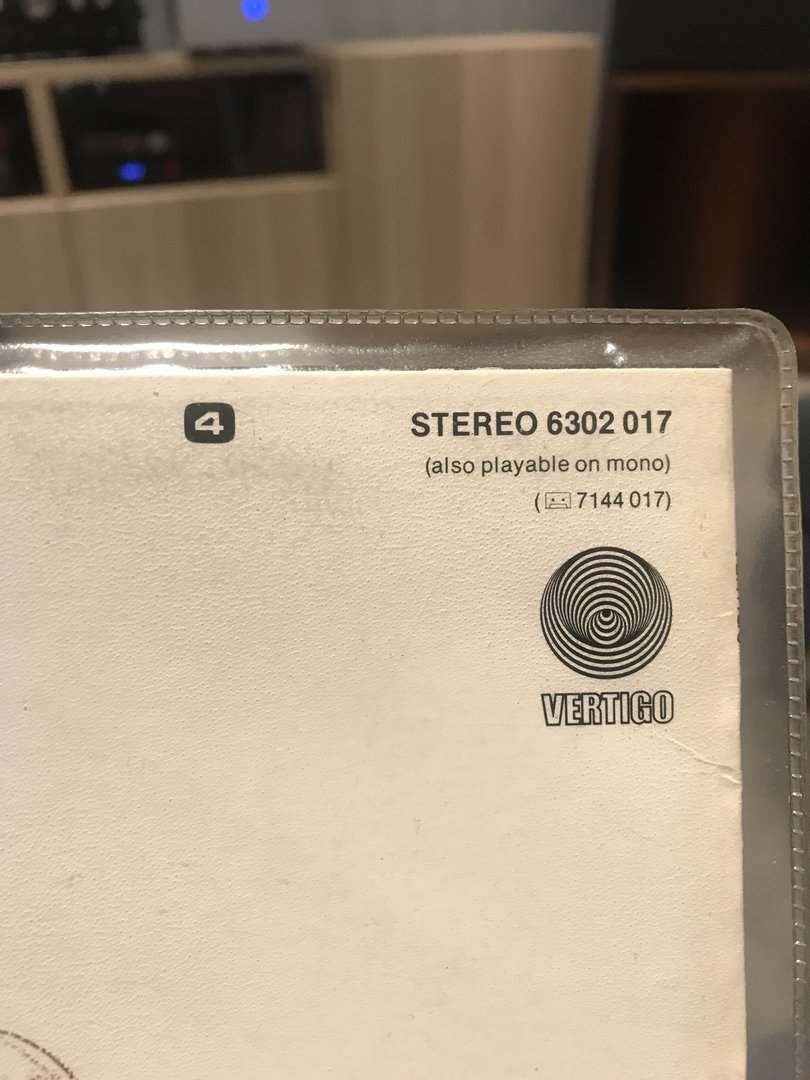 4
STEREO 6302 017
(also playable on mono)
( 7144 017)
VERTIGO